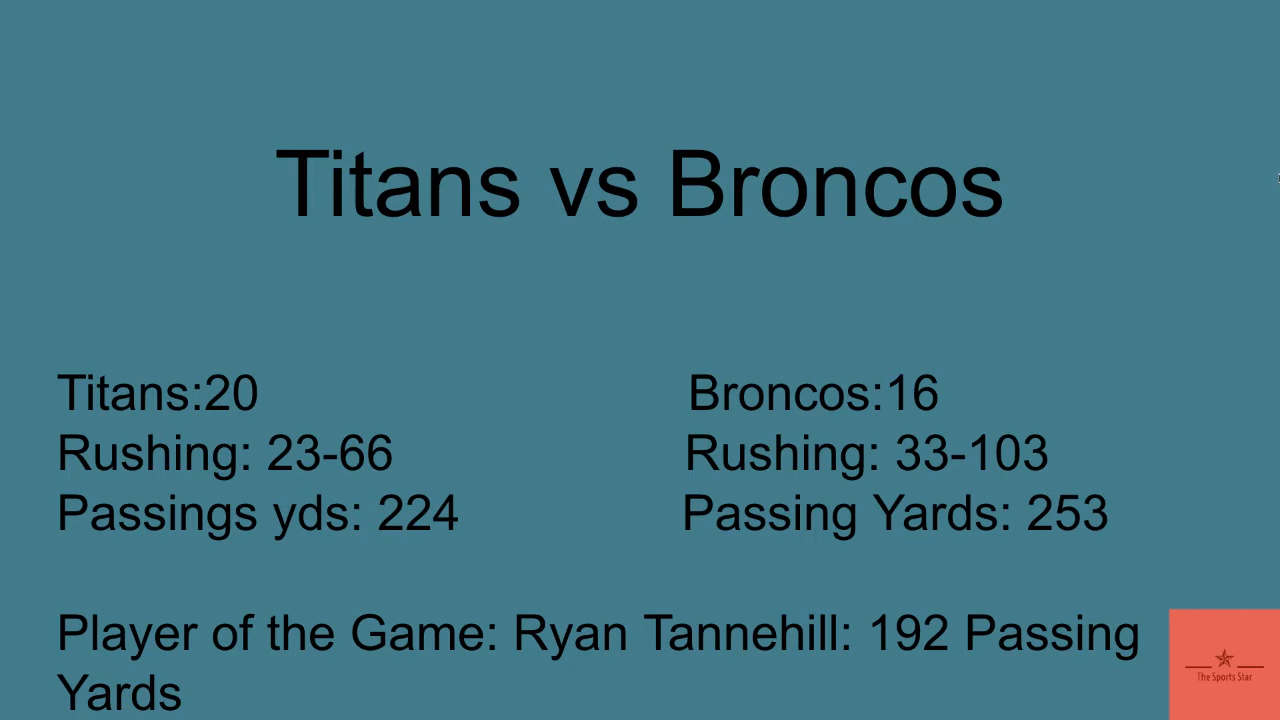 Titans vs Broncos
Titans:20 Broncos:16
Rushing: 23-66 Rushing: 33-103
Passings yds: 224 Passing Yards: 253
Player of the Game: Ryan Tannehill: 192 Passing
Yards
The Sports Star